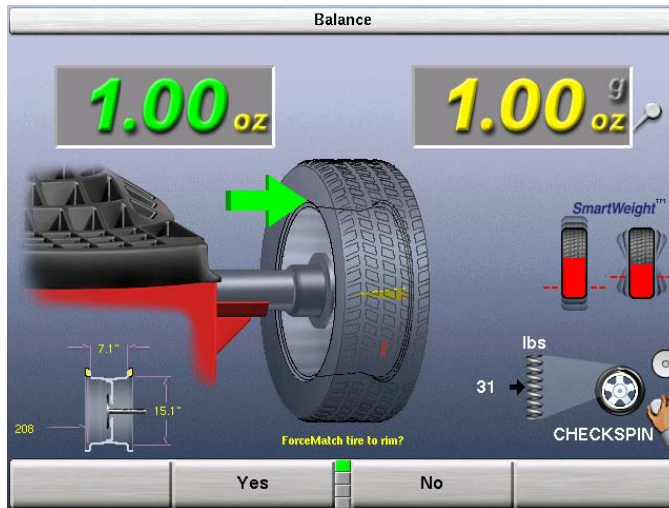 Balance
1.00 oz
1.00 oz
g
SmartWeight™
7.1"
15.1"
208
lbs
31
CHECKSPIN
ForceMatch tire to rim?
Yes
No